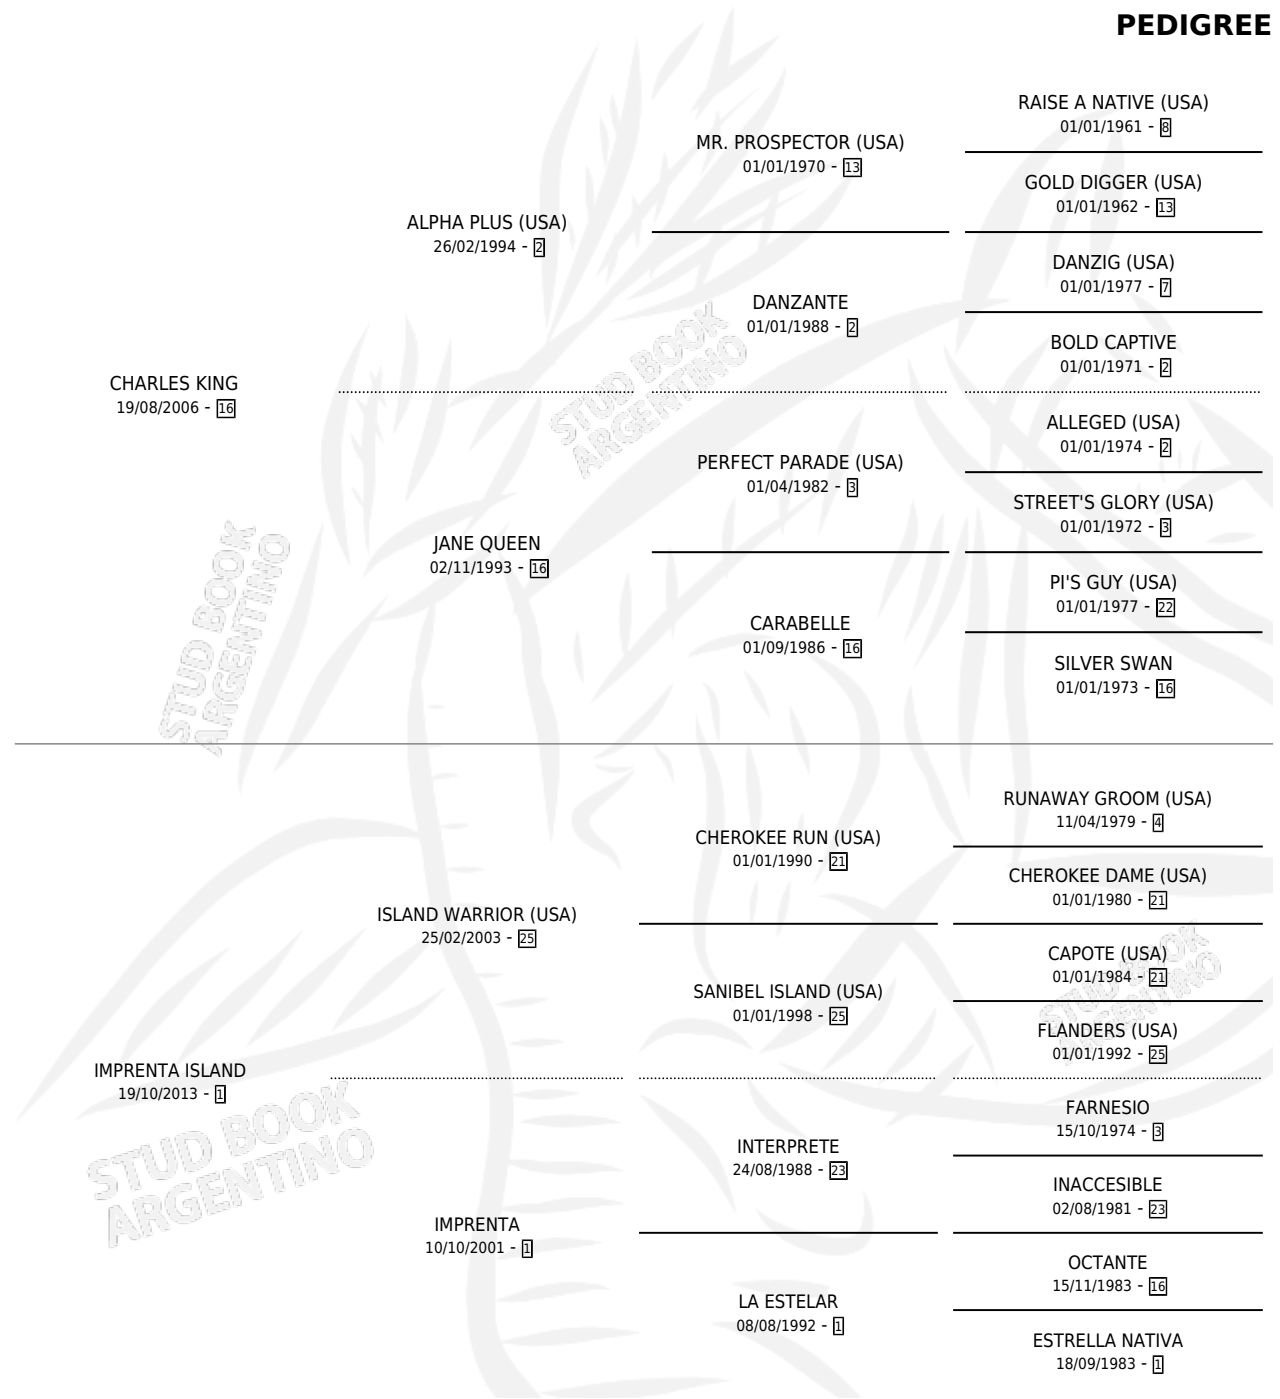 PEDIGREE
RAISE A NATIVE (USA)
01/01/1961 - 8
MR. PROSPECTOR (USA)
01/01/1970 - 13
GOLD DIGGER (USA)
01/01/1962 - 13
ALPHA PLUS (USA)
26/02/1994 - 2
DANZIG (USA)
01/01/1977 - 7
DANZANTE
01/01/1988 - 2
BOLD CAPTIVE
01/01/1971 - 2
CHARLES KING
19/08/2006 - 16
ALLEGED (USA)
01/01/1974 - 2
PERFECT PARADE (USA)
01/04/1982 - 3
STREET'S GLORY (USA)
01/01/1972 - 3
JANE QUEEN
02/11/1993 - 16
PI'S GUY (USA)
01/01/1977 - 22
CARABELLE
01/09/1986 - 16
SILVER SWAN
01/01/1973 - 16
RUNAWAY GROOM (USA)
11/04/1979 - 4
CHEROKEE RUN (USA)
01/01/1990 - 21
CHEROKEE DAME (USA)
01/01/1980 - 21
ISLAND WARRIOR (USA)
25/02/2003 - 25
CAPOTE (USA)
01/01/1984 - 21
SANIBEL ISLAND (USA)
01/01/1998 - 25
FLANDERS (USA)
01/01/1992 - 25
IMPRENTA ISLAND
19/10/2013 - 1
FARNESIO
15/10/1974 - 3
INTERPRETE
24/08/1988 - 23
INACCESIBLE
02/08/1981 - 23
IMPRENTA
10/10/2001 - 1
OCTANTE
15/11/1983 - 16
LA ESTELAR
08/08/1992 - 1
ESTRELLA NATIVA
18/09/1983 - 1
STUD BOOK
ARGENTINO
STUD BOOK
ARGENTINO
STUD BOOK
ARGENTINO
STUD BOOK
ARGENTINO